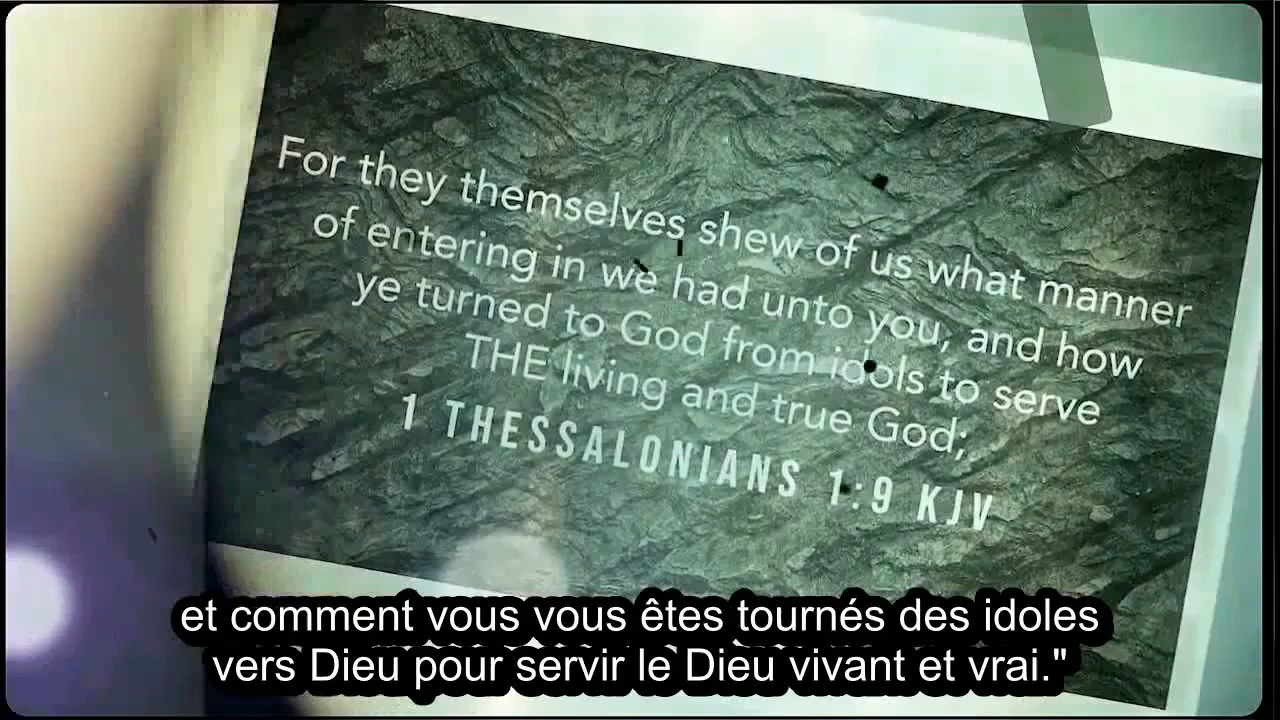 For they themselves shew of us what manner
of entering in we had unto you, and how
ye turned to God from idols to serve
THE living and true God;
1 THESSALONIANS 1:9 KJV
et comment vous vous êtes tournés des idoles
vers Dieu pour servir le Dieu vivant et vrai."